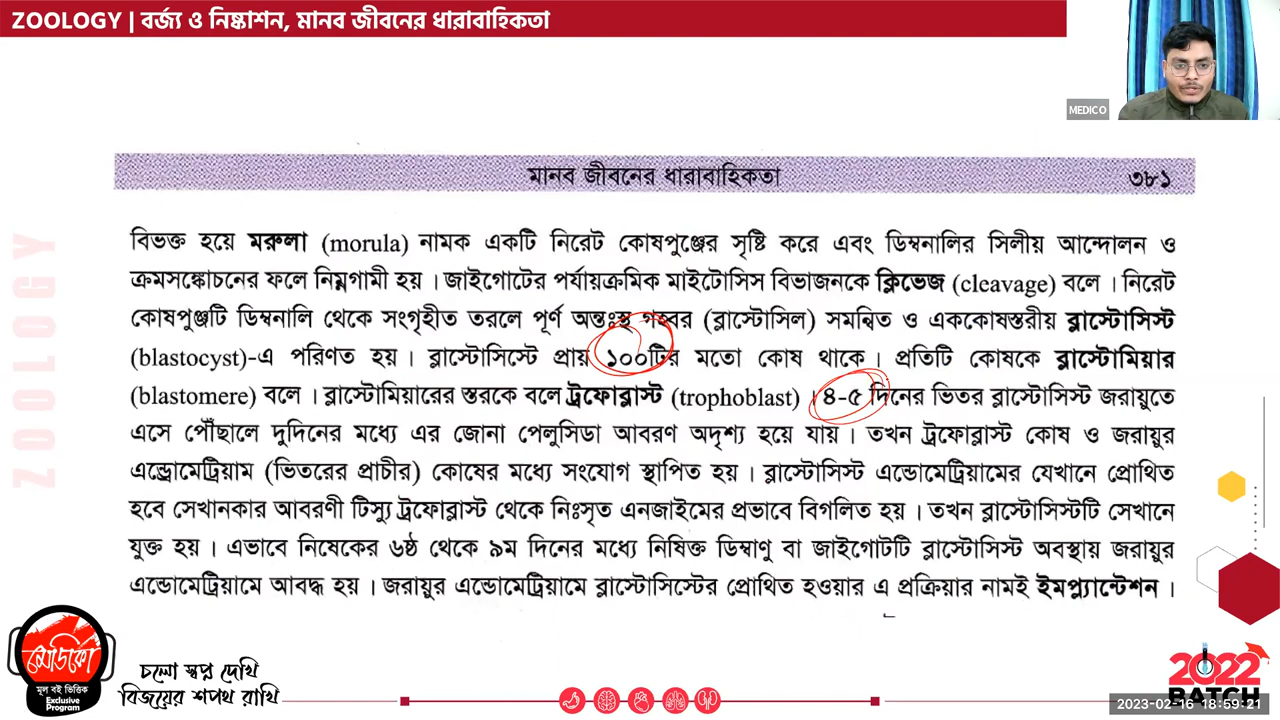 ZOOLOGY | বর্জ্য ও নিষ্কাশন, মানব জীবনের ধারাবাহিকতা
MEDICO
মানব জীবনের ধারাবাহিকতা ৩৮১
বিভক্ত হয়ে মরুলা (morula) নামক একটি নিরেট কোষপুঞ্জের সৃষ্টি করে এবং ডিম্বনালির সিলীয় আন্দোলন ও
ক্রমসঙ্কোচনের ফলে নিম্নগামী হয়। জাইগোটের পর্যায়ক্রমিক মাইটোসিস বিভাজনকে ক্লিভেজ (cleavage) বলে। নিরেট
কোষপুঞ্জটি ডিম্বনালি থেকে সংগৃহীত তরলে পূর্ণ অন্তঃস্থ গহ্বর (ব্লাস্টোসিল) সমন্বিত ও এককোষস্তরীয় ব্লাস্টোসিস্ট
(blastocyst)-এ পরিণত হয়। ব্লাস্টোসিস্টে প্রায় ১০০টির মতো কোষ থাকে। প্রতিটি কোষকে ব্লাস্টোমিয়ার
(blastomere) বলে। ব্লাস্টোমিয়ারের স্তরকে বলে ট্রফোব্লাস্ট (trophoblast)। ৪-৫ দিনের ভিতর ব্লাস্টোসিস্ট জরায়ুতে
এসে পৌঁছালে দুদিনের মধ্যে এর জোনা পেলুসিডা আবরণ অদৃশ্য হয়ে যায়। তখন ট্রফোব্লাস্ট কোষ ও জরায়ুর
এন্ড্রোমেট্রিয়াম (ভিতরের প্রাচীর) কোষের মধ্যে সংযোগ স্থাপিত হয়। ব্লাস্টোসিস্ট এন্ডোমেট্রিয়ামের যেখানে প্রোথিত
হবে সেখানকার আবরণী টিস্যু ট্রফোব্লাস্ট থেকে নিঃসৃত এনজাইমের প্রভাবে বিগলিত হয়। তখন ব্লাস্টোসিস্টটি সেখানে
যুক্ত হয়। এভাবে নিষেকের ৬ষ্ঠ থেকে ৯ম দিনের মধ্যে নিষিক্ত ডিম্বাণু বা জাইগোটটি ব্লাস্টোসিস্ট অবস্থায় জরায়ুর
এন্ডোমেট্রিয়ামে আবদ্ধ হয়। জরায়ুর এন্ডোমেট্রিয়ামে ব্লাস্টোসিস্টের প্রোথিত হওয়ার এ প্রক্রিয়ার নামই ইমপ্ল্যান্টেশন।
ZOOLOGY
মেডিকো
মূল বই ভিত্তিক
Exclusive
Program
চলো স্বপ্ন দেখি
বিজয়ের শপথ রাখি
2022
BATCH
2023-02-16 18:59:21